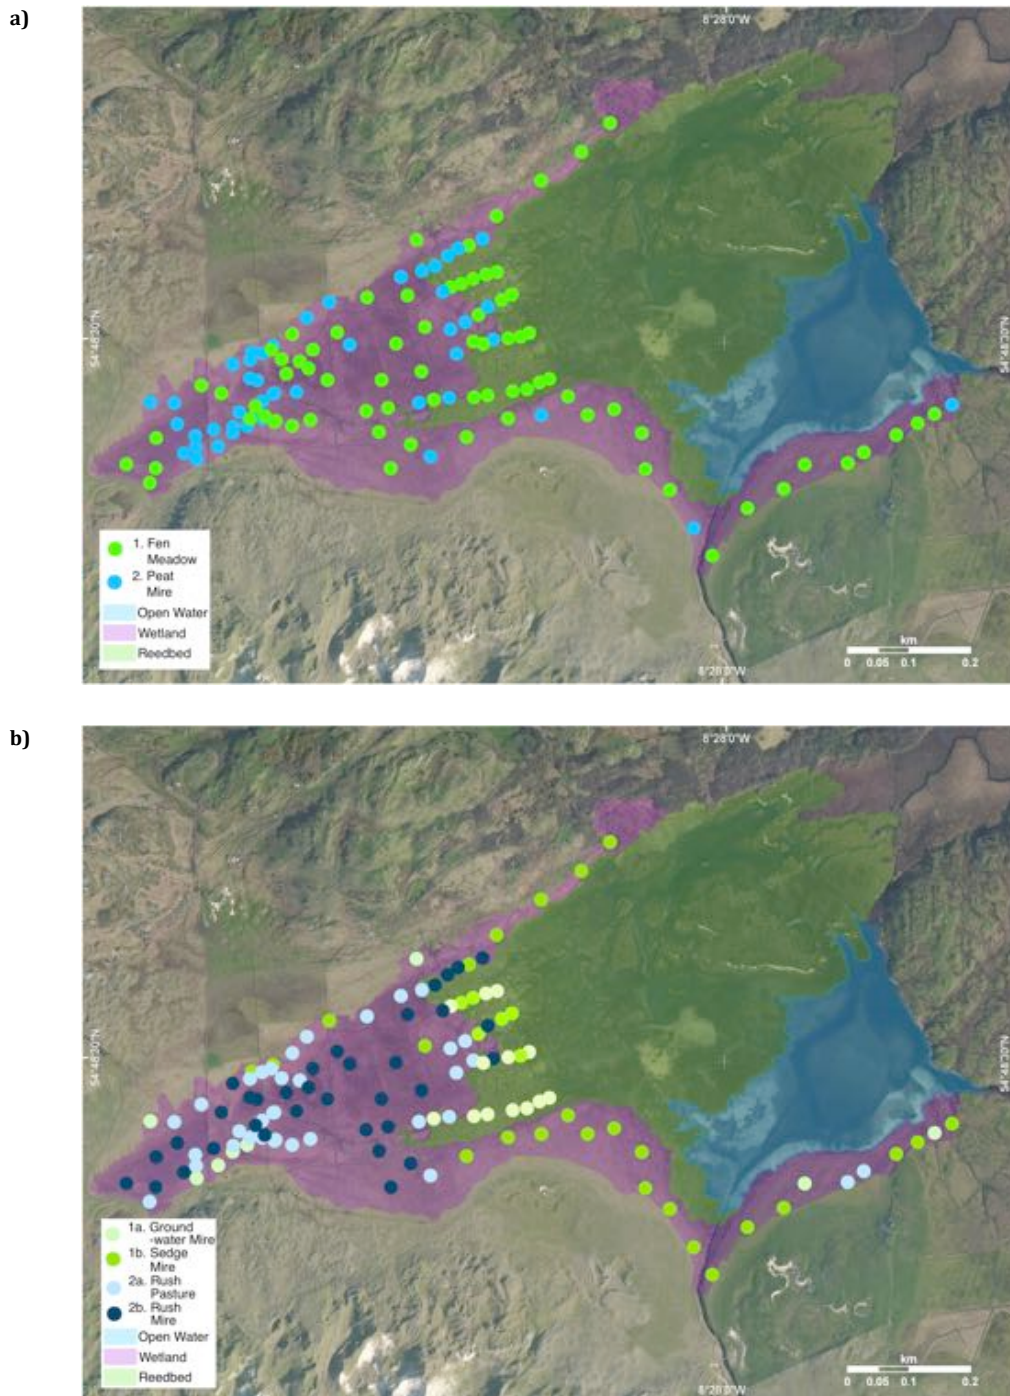 a)
8°28'0"W
54°48'30"N
54°48'30"N
1. Fen
Meadow
2. Peat
Mire
Open Water
Wetland
Reedbed
8°28'0"W
km
0 0.05 0.1 0.2
b)
8°28'0"W
54°48'30"N
54°48'30"N
1a. Ground
-water Mire
1b. Sedge
Mire
2a. Rush
Pasture
2b. Rush
Mire
Open Water
Wetland
Reedbed
8°28'0"W
km
0 0.05 0.1 0.2